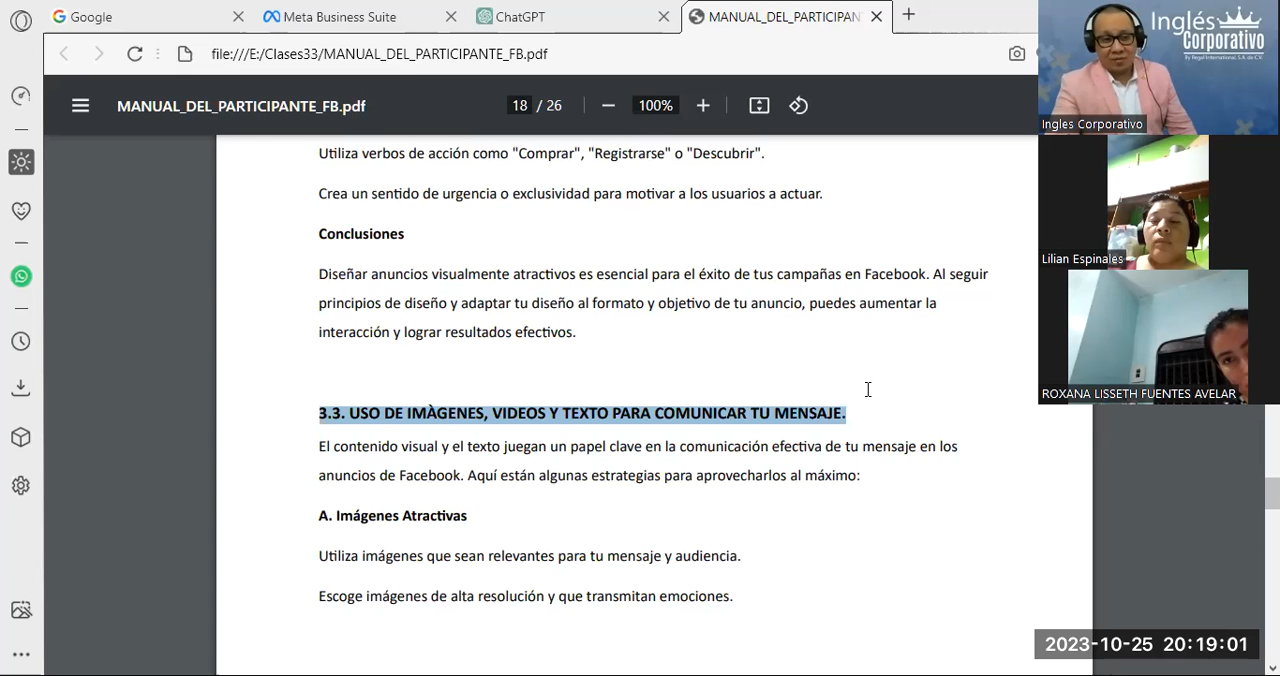 Google
Meta Business Suite
ChatGPT
MANUAL_DEL_PARTICIPAN
file:///E:/Clases33/MANUAL_DEL_PARTICIPANTE_FB.pdf
MANUAL_DEL_PARTICIPANTE_FB.pdf
18 / 26
100%
Utiliza verbos de acción como "Comprar", "Registrarse" o "Descubrir".
Crea un sentido de urgencia o exclusividad para motivar a los usuarios a actuar.
Conclusiones
Diseñar anuncios visualmente atractivos es esencial para el éxito de tus campañas en Facebook. Al seguir
principios de diseño y adaptar tu diseño al formato y objetivo de tu anuncio, puedes aumentar la
interacción y lograr resultados efectivos.
3.3. USO DE IMÀGENES, VIDEOS Y TEXTO PARA COMUNICAR TU MENSAJE.
El contenido visual y el texto juegan un papel clave en la comunicación efectiva de tu mensaje en los
anuncios de Facebook. Aquí están algunas estrategias para aprovecharlos al máximo:
A. Imágenes Atractivas
Utiliza imágenes que sean relevantes para tu mensaje y audiencia.
Escoge imágenes de alta resolución y que transmitan emociones.
Inglés
Corporativo
By Regal International, S.A. de C.V.
Ingles Corporativo
Lilian Espinales
ROXANA LISSETH FUENTES AVELAR
2023-10-25 20:19:01